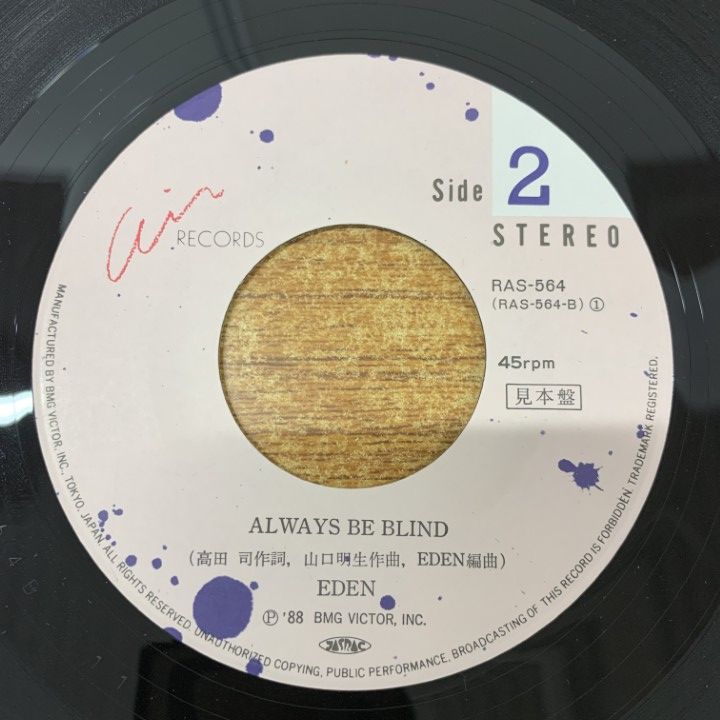 Side 2
STEREO
Air RECORDS
RAS-564
(RAS-564-B) ①
45rpm
見本盤
ALWAYS BE BLIND
(高田 司作詞, 山口明生作曲, EDEN編曲)
EDEN
Ⓟ '88 BMG VICTOR, INC.
JASRAC
MANUFACTURED BY BMG VICTOR, INC., TOKYO, JAPAN. ALL RIGHTS RESERVED. UNAUTHORIZED COPYING, PUBLIC PERFORMANCE, BROADCASTING OF THIS RECORD IS FORBIDDEN. TRADEMARK REGISTERED.